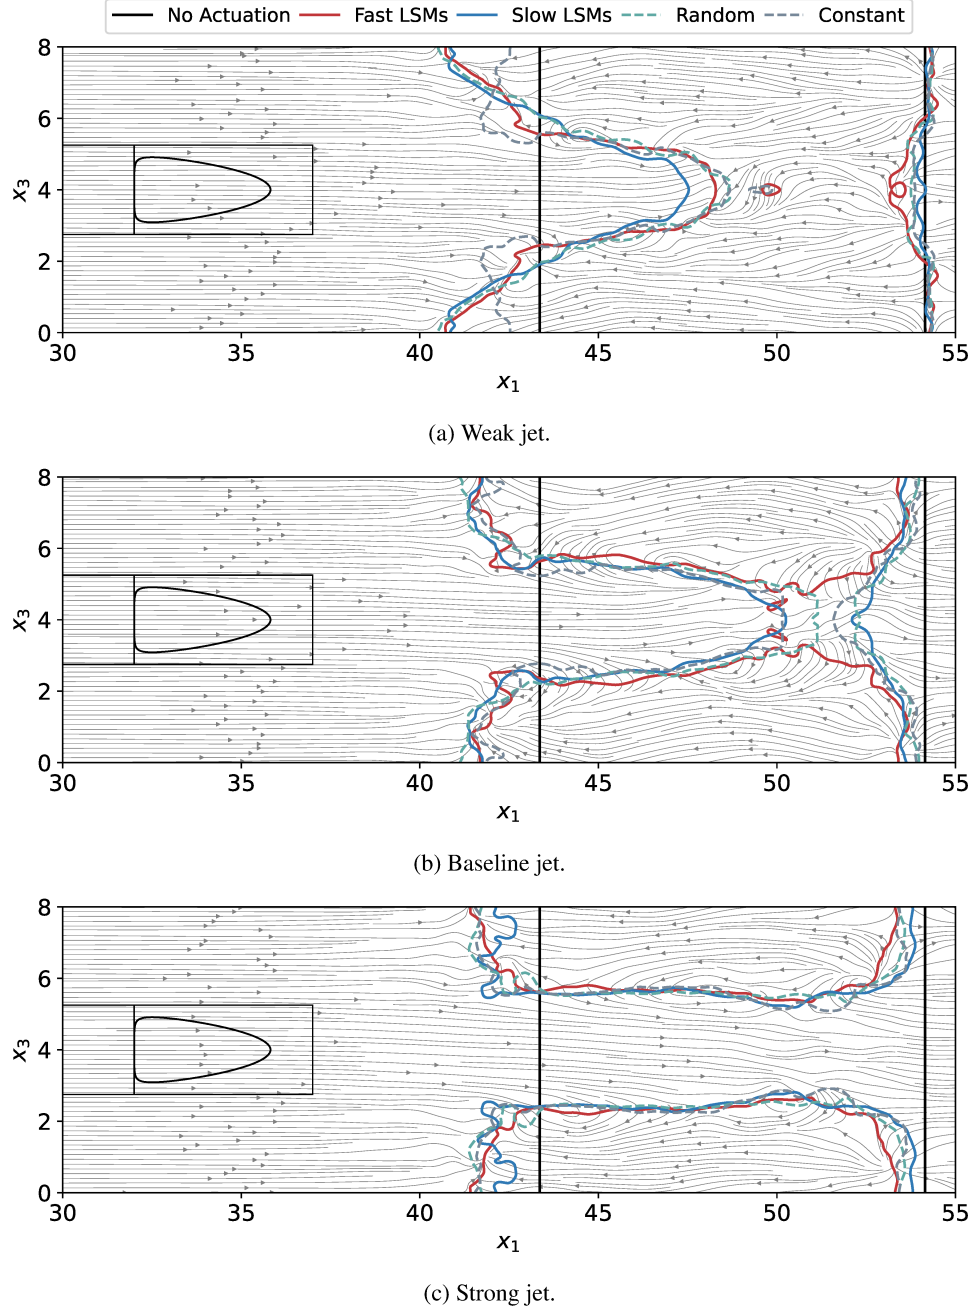 No Actuation Fast LSMs Slow LSMs Random Constant
8
6
x3
4
2
0
30 35 40 45 50 55
x1
(a) Weak jet.
8
6
x3
4
2
0
30 35 40 45 50 55
x1
(b) Baseline jet.
8
6
x3
4
2
0
30 35 40 45 50 55
x1
(c) Strong jet.